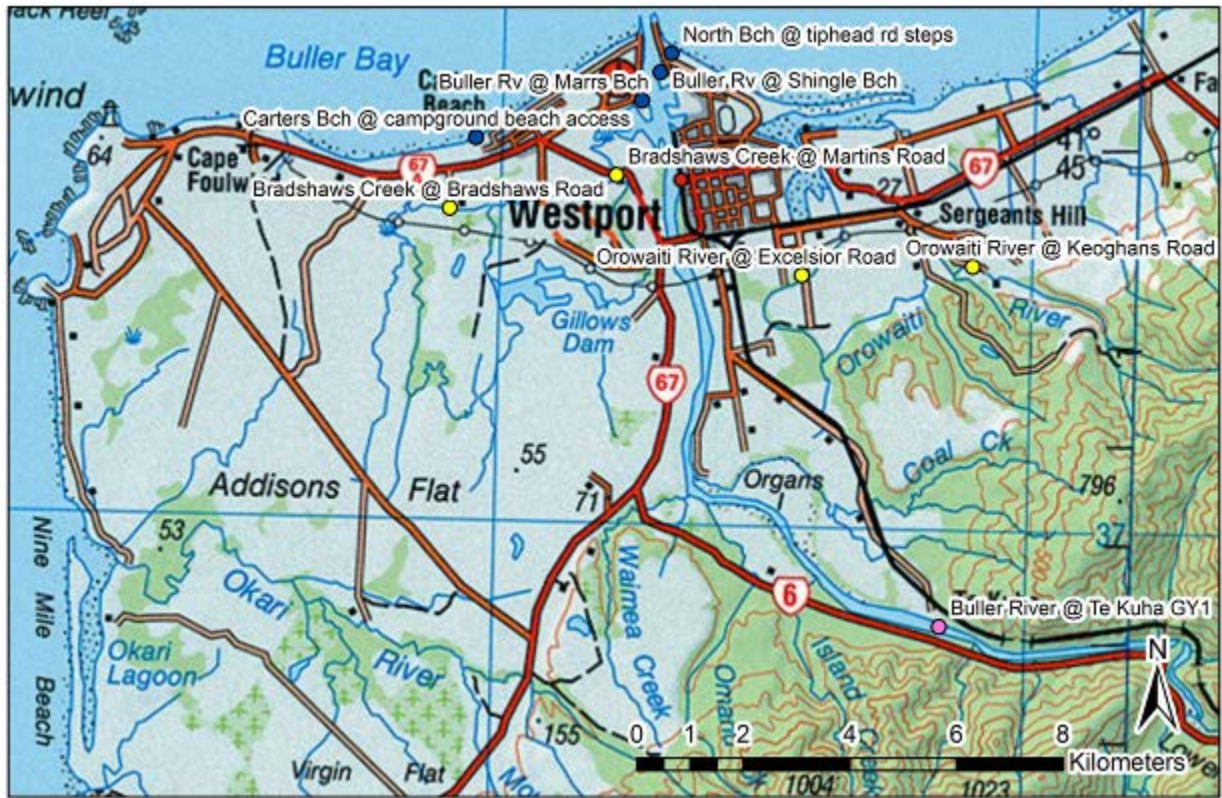 North Bch @ tiphead rd steps
Buller Bay
Buller Rv @ Marrs Bch
Buller Rv @ Shingle Bch
Beach
wind
Carters Bch @ campground beach access
64
Cape
67
41
45
67
Bradshaws Creek @ Martins Road
Bradshaws Creek @ Bradshaws Road
27
Westport
Sergeants Hill
Orowaiti River @ Excelsior Road
Orowaiti River @ Keoghans Road
Gillows
Dam
Orowaiti
River
67
55
Coal Ck
Addisons Flat
71
Organs
796
500
53
37
Nine Mile Beach
Okari
River
Waimea
Creek
6
Buller River @ Te Kuha GY1
Okari
Lagoon
Island
Creek
N
155
0 1 2 4 6 8
Kilometers
Virgin Flat
1004
1023